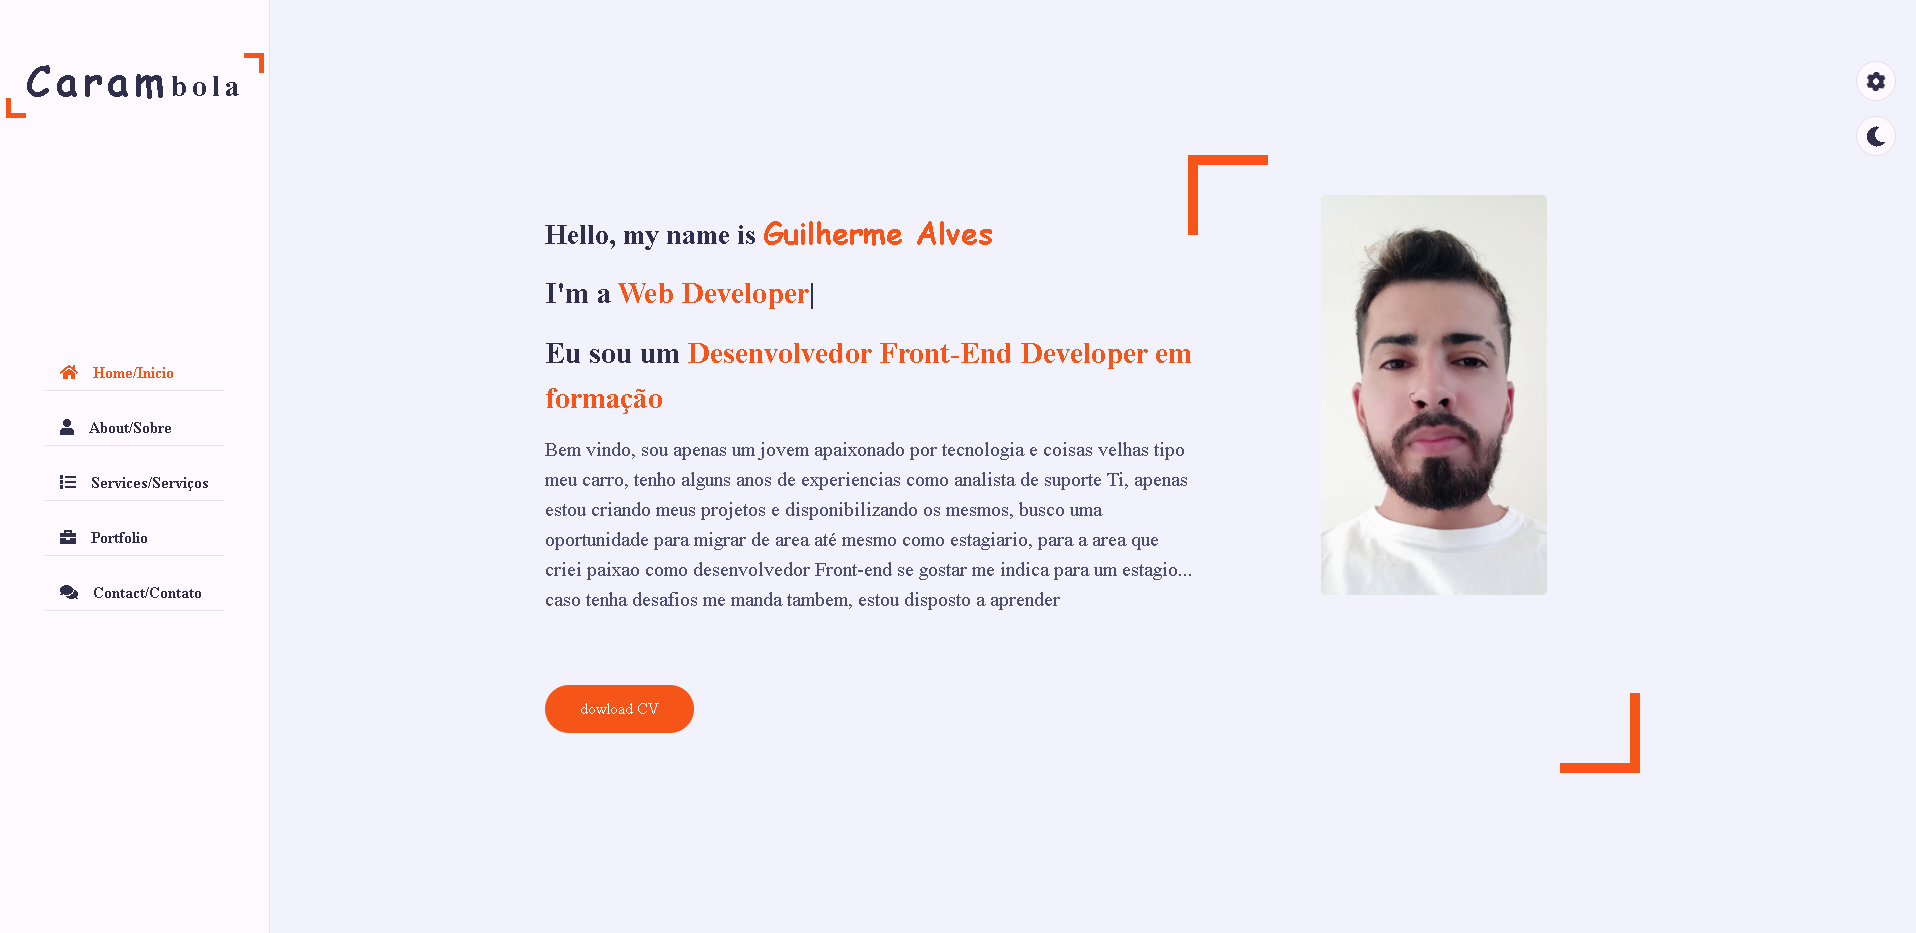 Carambola
Home/Inicio
About/Sobre
Services/Serviços
Portfolio
Contact/Contato
Hello, my name is Guilherme Alves
I'm a Web Developer|
Eu sou um Desenvolvedor Front-End Developer em
formação
Bem vindo, sou apenas um jovem apaixonado por tecnologia e coisas velhas tipo
meu carro, tenho alguns anos de experiencias como analista de suporte Ti, apenas
estou criando meus projetos e disponibilizando os mesmos, busco uma
oportunidade para migrar de area até mesmo como estagiario, para a area que
criei paixao como desenvolvedor Front-end se gostar me indica para um estagio...
caso tenha desafios me manda tambem, estou disposto a aprender
dowload CV